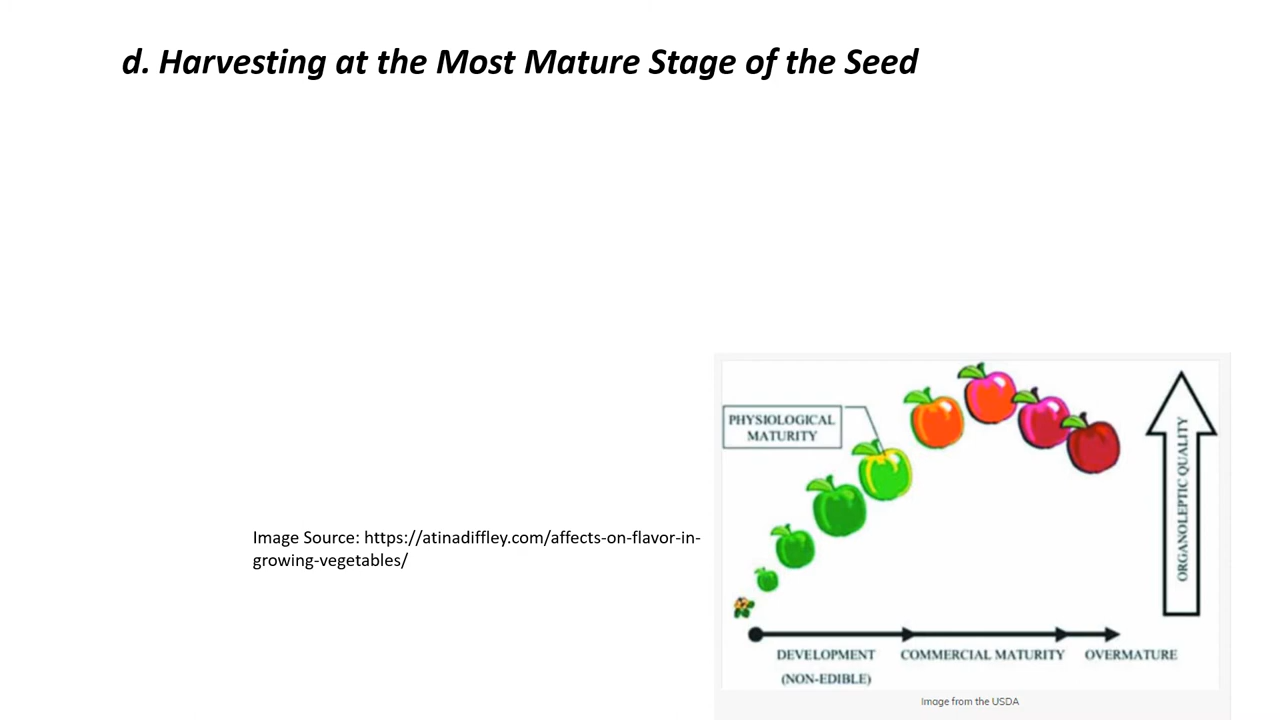 d. Harvesting at the Most Mature Stage of the Seed
PHYSIOLOGICAL
MATURITY
ORGANOLEPTIC QUALITY
Image Source: https://atinadiffley.com/affects-on-flavor-in-
growing-vegetables/
DEVELOPMENT
(NON-EDIBLE)
COMMERCIAL MATURITY
OVERMATURE
Image from the USDA